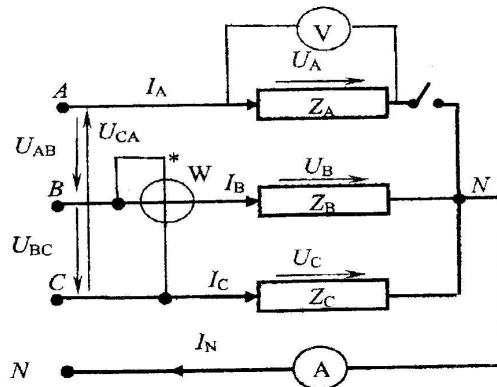 V
U_A
A I_A Z_A
U_CA
U_AB
* W
B I_B U_B Z_B N
U_BC
C I_C U_C Z_C
N I_N A